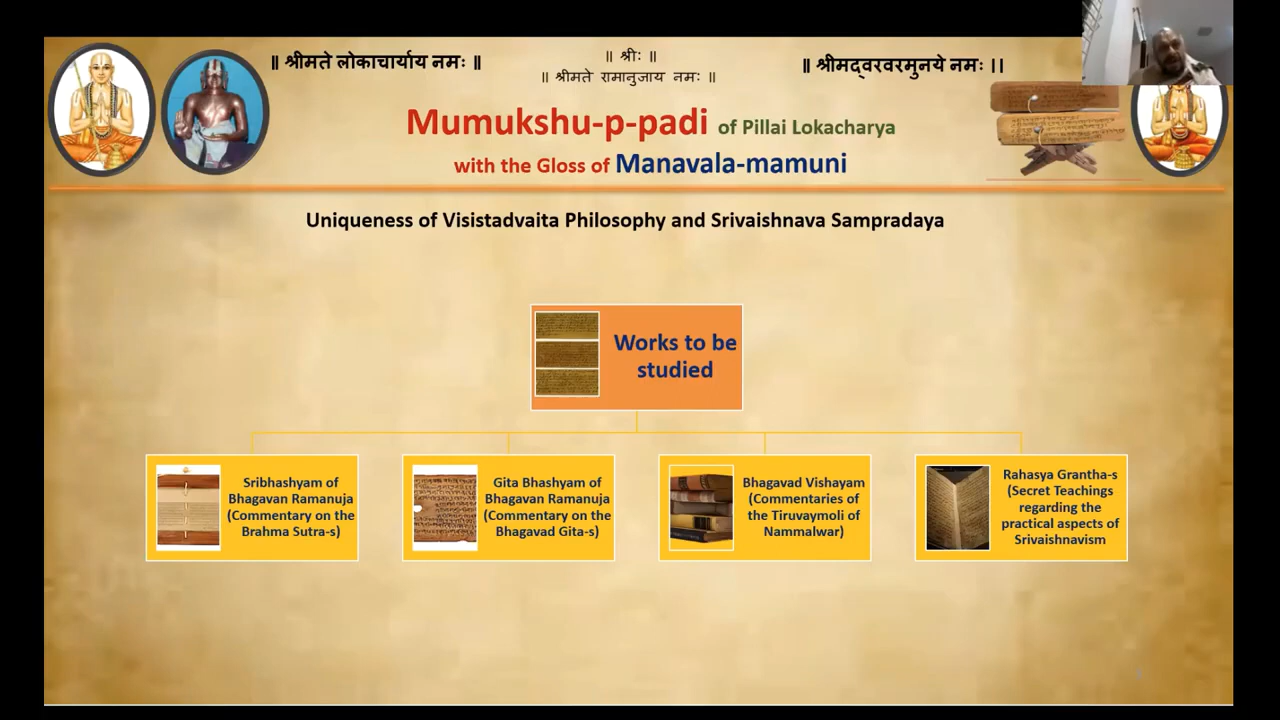 ॥ श्रीमते लोकाचार्याय नमः ॥
॥ श्रीः ॥
॥ श्रीमते रामानुजाय नमः ॥
॥ श्रीमद्वरवरमुनये नमः ।।
Mumukshu-p-padi of Pillai Lokacharya
with the Gloss of Manavala-mamuni
Uniqueness of Visistadvaita Philosophy and Srivaishnava Sampradaya
Works to be
studied
Sribhashyam of
Bhagavan Ramanuja
(Commentary on the
Brahma Sutra-s)
Gita Bhashyam of
Bhagavan Ramanuja
(Commentary on the
Bhagavad Gita-s)
Bhagavad Vishayam
(Commentaries of
the Tiruvaymoli of
Nammalwar)
Rahasya Grantha-s
(Secret Teachings
regarding the
practical aspects of
Srivaishnavism